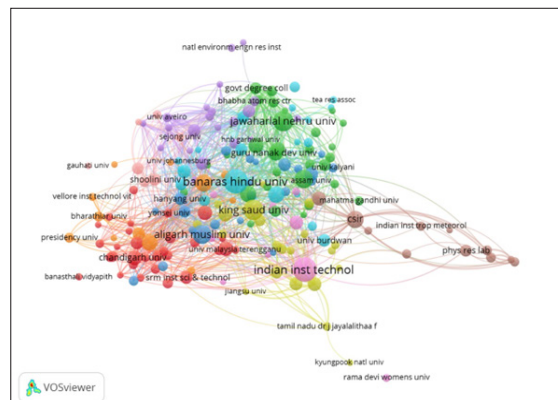 natl environm engn res inst
govt degree coll
bhabha atom res ctr
tea res assoc
univ aveiro
jawaharlal nehru univ
sejong univ
hnb garhwal univ
guru nanak dev univ
univ kalyani
gauhati univ
univ johannesburg
shoolini univ
banaras hindu univ
assam univ
vellore institute technol vit
hanyang univ
mahatma gandhi univ
bharathiar univ
yonsei univ
king saud univ
csir
indian inst trop meteorol
presidency univ
aligarh muslim univ
univ malaysia terengganu
univ burdwan
phys res lab
chandigarh univ
banasthali vidyapith
srm inst sci & technol
indian inst technol
jiangsu univ
tamil nadu dr j jayalalithaa f
kyungpook natl univ
rama devi womens univ
VOSviewer